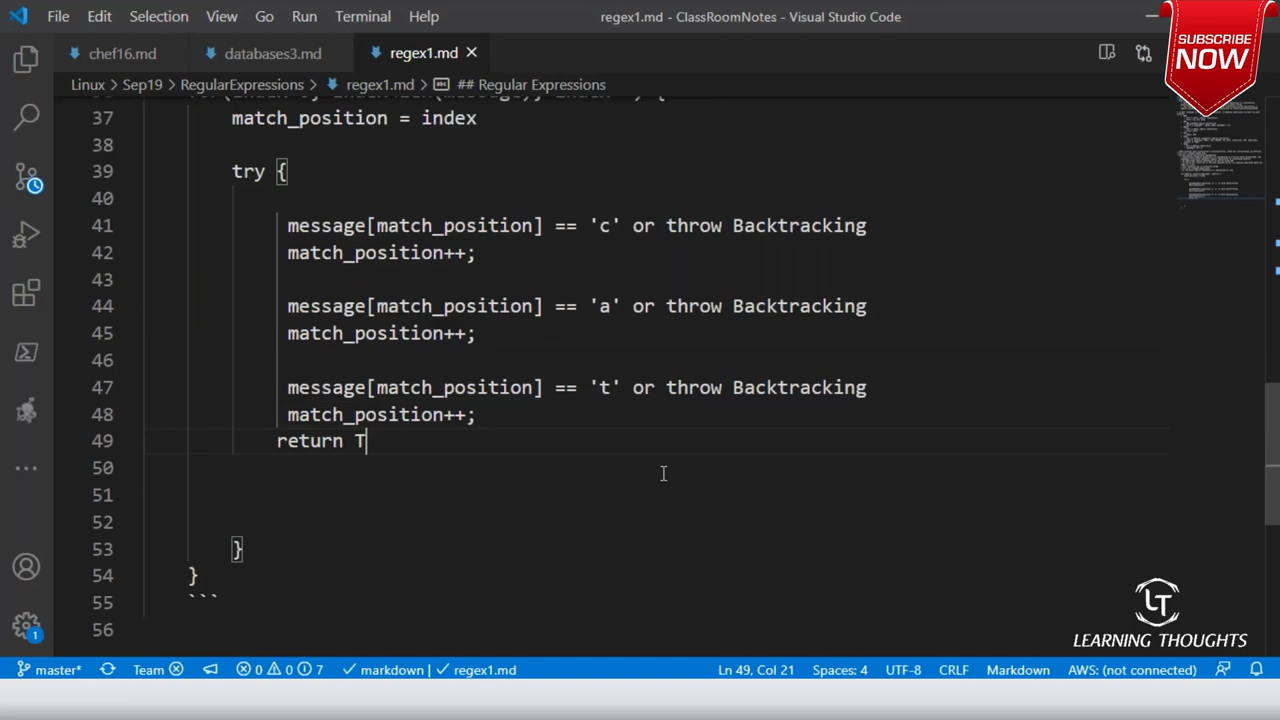 File Edit Selection View Go Run Terminal Help regex1.md - ClassRoomNotes - Visual Studio Code
SUBSCRIBE
NOW
chef16.md databases3.md regex1.md
Linux > Sep19 > RegularExpressions > regex1.md > ## Regular Expressions
37 match_position = index
38
39 try {
40
41 message[match_position] == 'c' or throw Backtracking
42 match_position++;
43
44 message[match_position] == 'a' or throw Backtracking
45 match_position++;
46
47 message[match_position] == 't' or throw Backtracking
48 match_position++;
49 return T
50
51
52
53 }
54 }
55 ```
56
LT
LEARNING THOUGHTS
1
master* Team 0 0 7 markdown | regex1.md Ln 49, Col 21 Spaces: 4 UTF-8 CRLF Markdown AWS: (not connected)